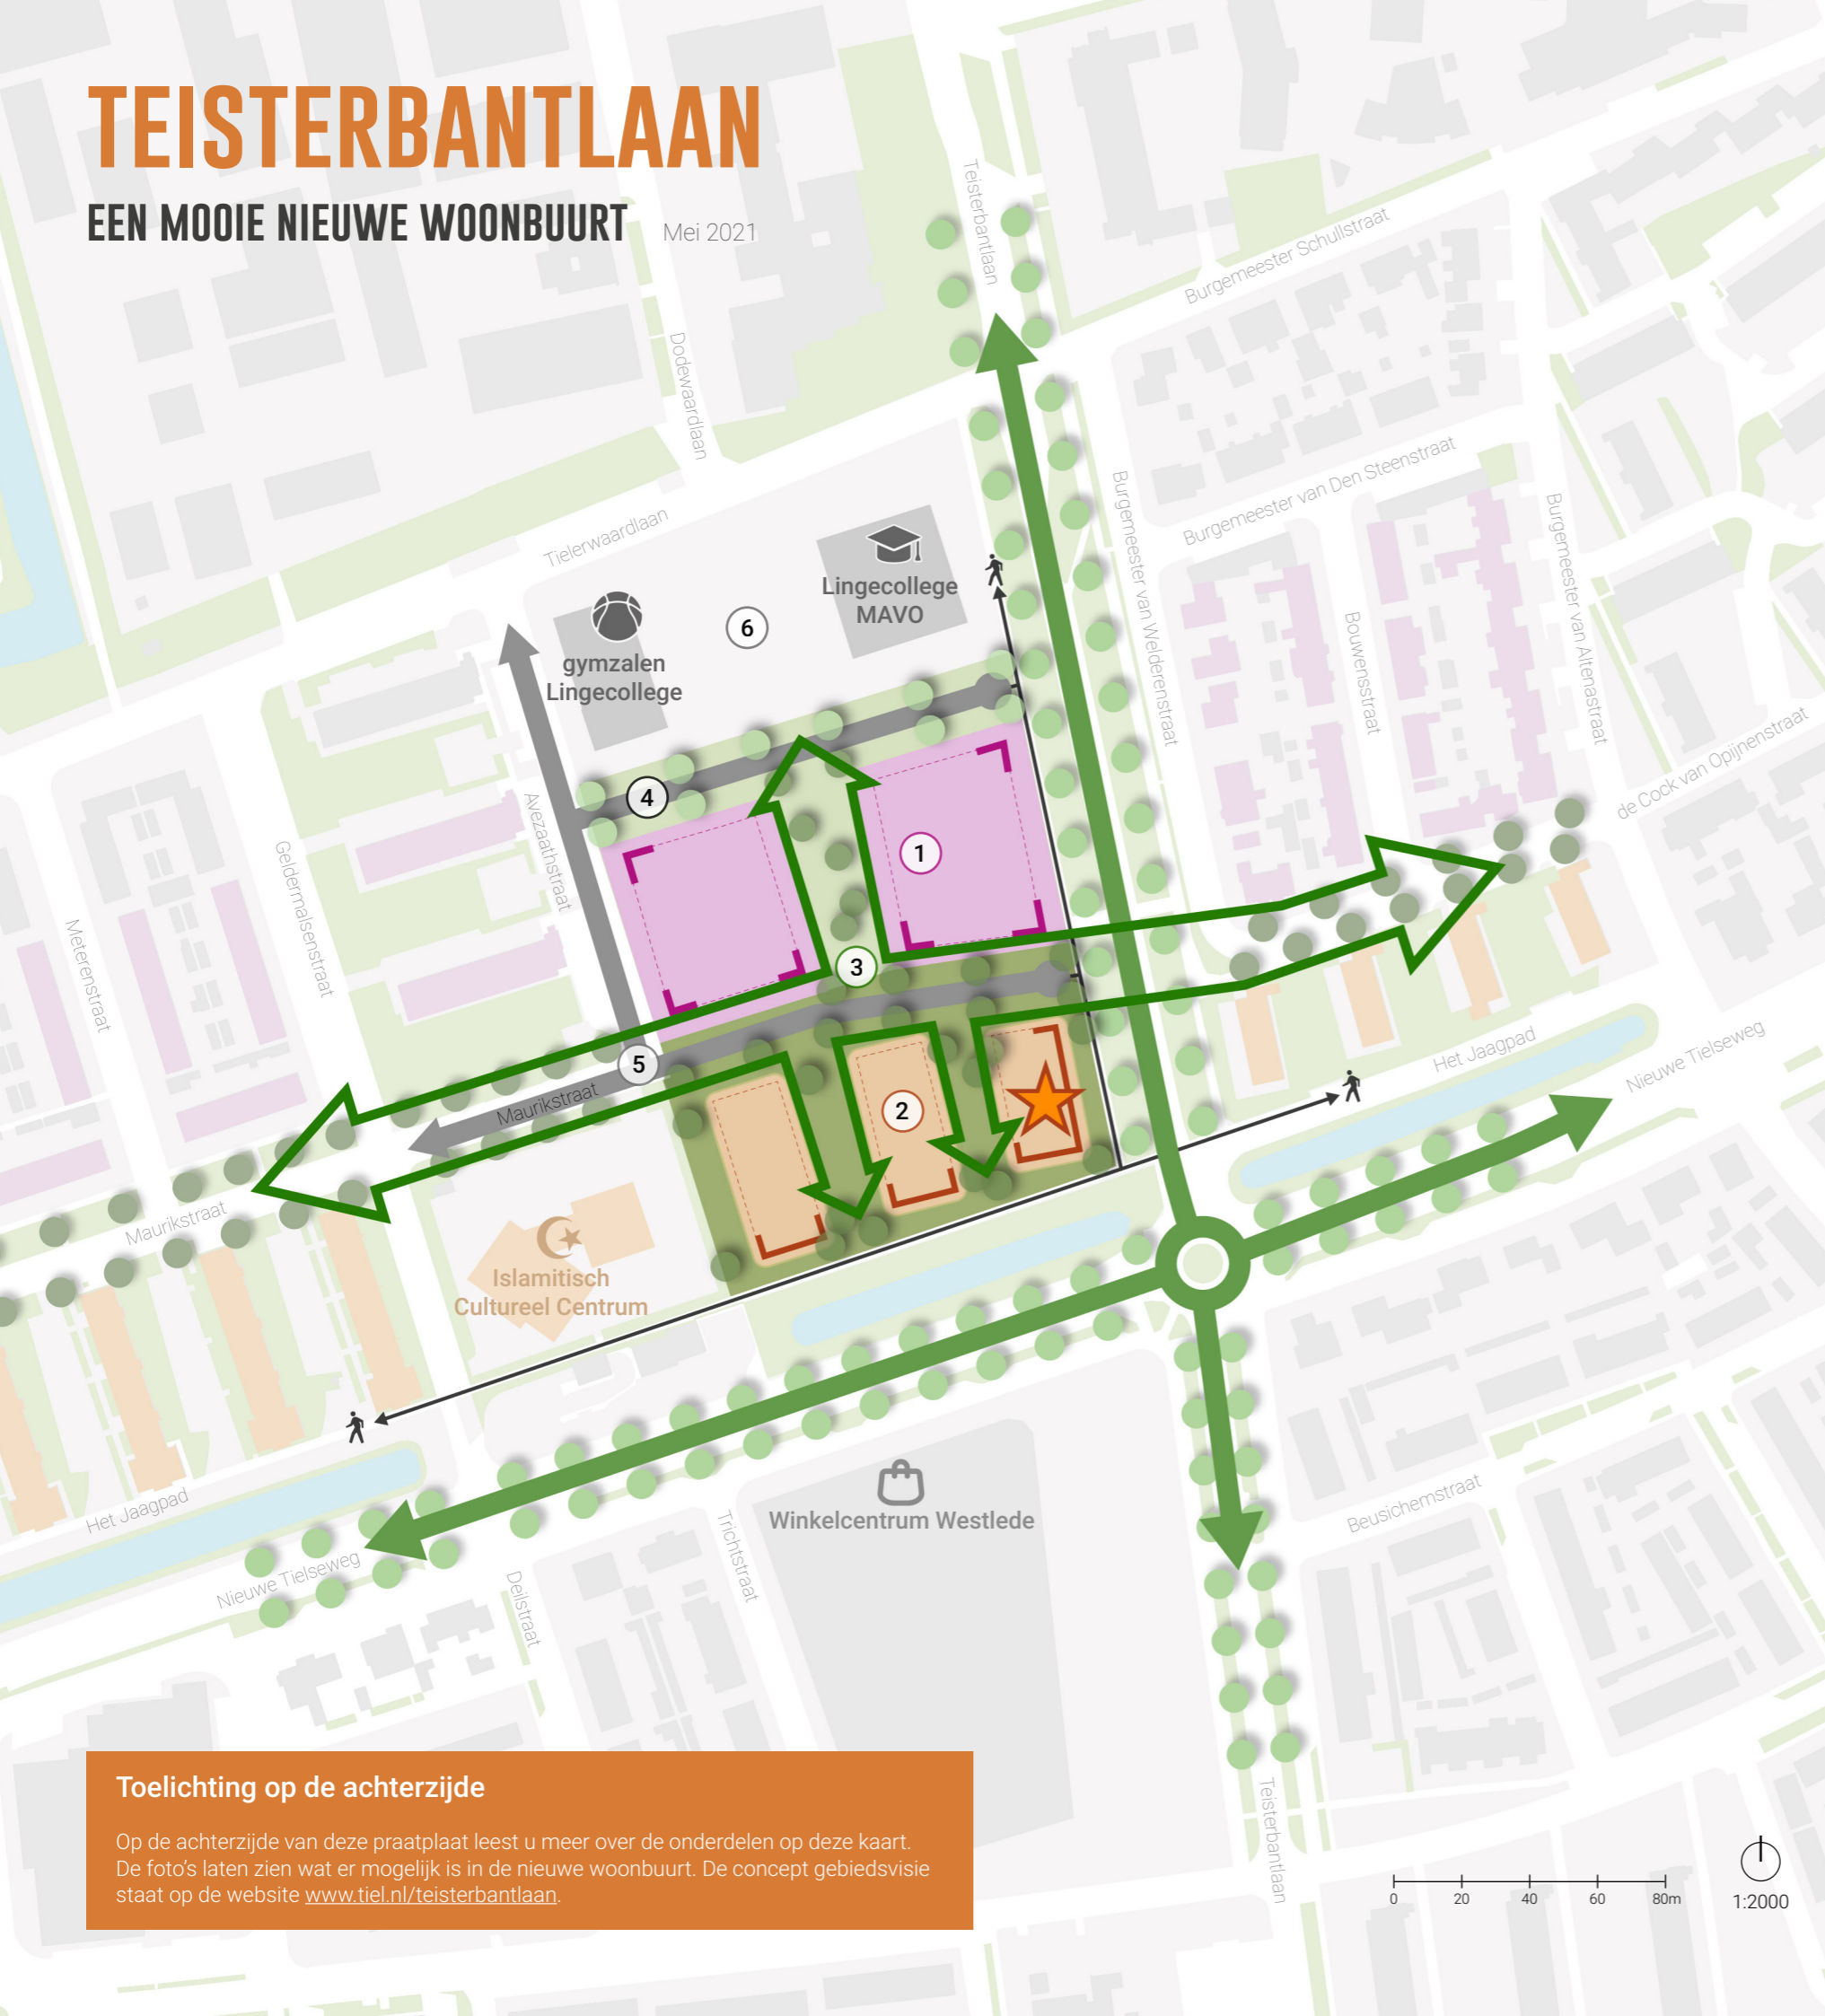 TEISTERBANTLAAN
EEN MOOIE NIEUWE WOONBUURT
Mei 2021
Teisterbantlaan
Burgemeester Schullstraat
Dodewaardlaan
Burgemeester van Den Steenstraat
Burgemeester van Welderenstraat
Burgemeester van Altenastraat
Bouwensstraat
Tielerwaardlaan
Lingecollege
MAVO
6
gymzalen
Lingecollege
de Cock van Opijnenstraat
4
Avezaathstraat
1
Geldermalsenstraat
Meterenstraat
3
5
Maurikstraat
2
Het Jaagpad
Nieuwe Tielseweg
Maurikstraat
Islamitisch
Cultureel Centrum
Het Jaagpad
Nieuwe Tielseweg
Winkelcentrum Westlede
Trichtstraat
Deilstraat
Beusichemstraat
Teisterbantlaan
Toelichting op de achterzijde
Op de achterzijde van deze praatplaat leest u meer over de onderdelen op deze kaart.
De foto's laten zien wat er mogelijk is in de nieuwe woonbuurt. De concept gebiedsvisie
staat op de website www.tiel.nl/teisterbantlaan.
0 20 40 60 80m
1:2000